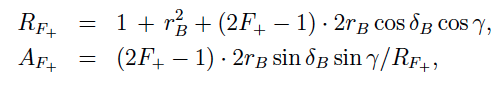 R_{F_+} = 1 + r_B^2 + (2F_+ − 1) · 2r_B cos δ_B cos γ,
A_{F_+} = (2F_+ − 1) · 2r_B sin δ_B sin γ/R_{F_+},